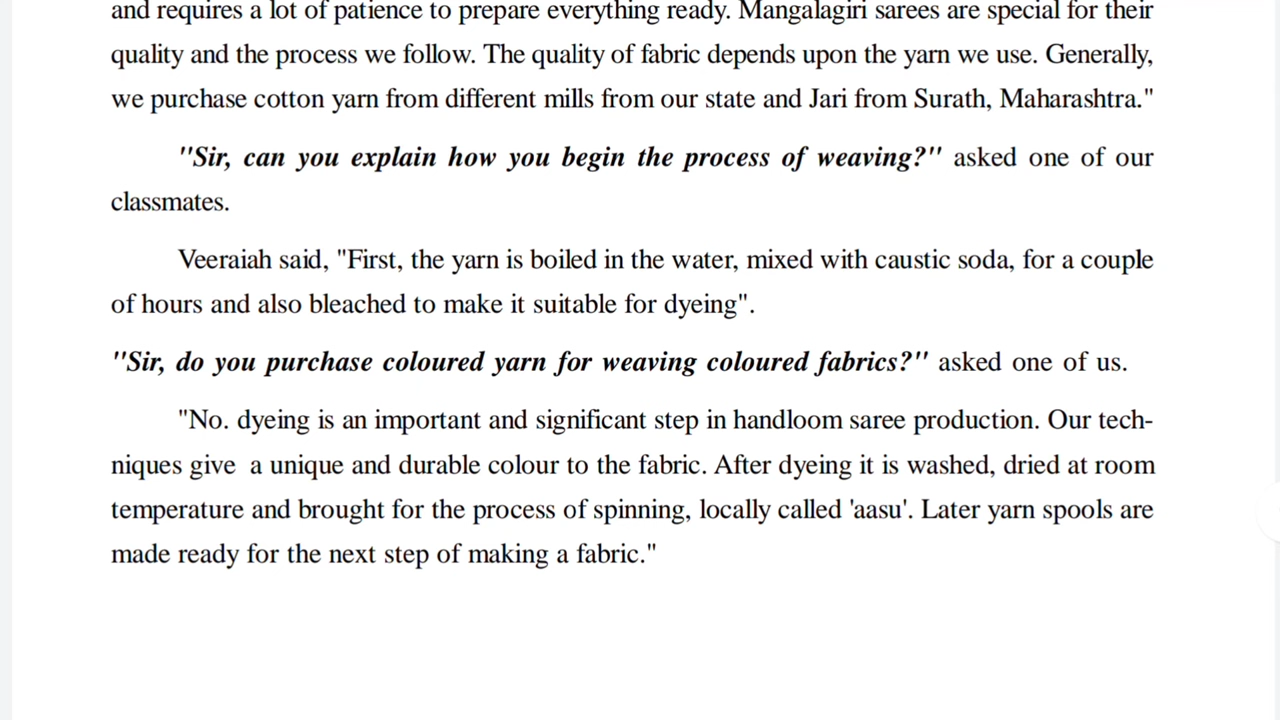 and requires a lot of patience to prepare everything ready. Mangalagiri sarees are special for their
quality and the process we follow. The quality of fabric depends upon the yarn we use. Generally,
we purchase cotton yarn from different mills from our state and Jari from Surath, Maharashtra."
"Sir, can you explain how you begin the process of weaving?" asked one of our
classmates.
Veeraiah said, "First, the yarn is boiled in the water, mixed with caustic soda, for a couple
of hours and also bleached to make it suitable for dyeing".
"Sir, do you purchase coloured yarn for weaving coloured fabrics?" asked one of us.
"No. dyeing is an important and significant step in handloom saree production. Our tech-
niques give  a unique and durable colour to the fabric. After dyeing it is washed, dried at room
temperature and brought for the process of spinning, locally called 'aasu'. Later yarn spools are
made ready for the next step of making a fabric."